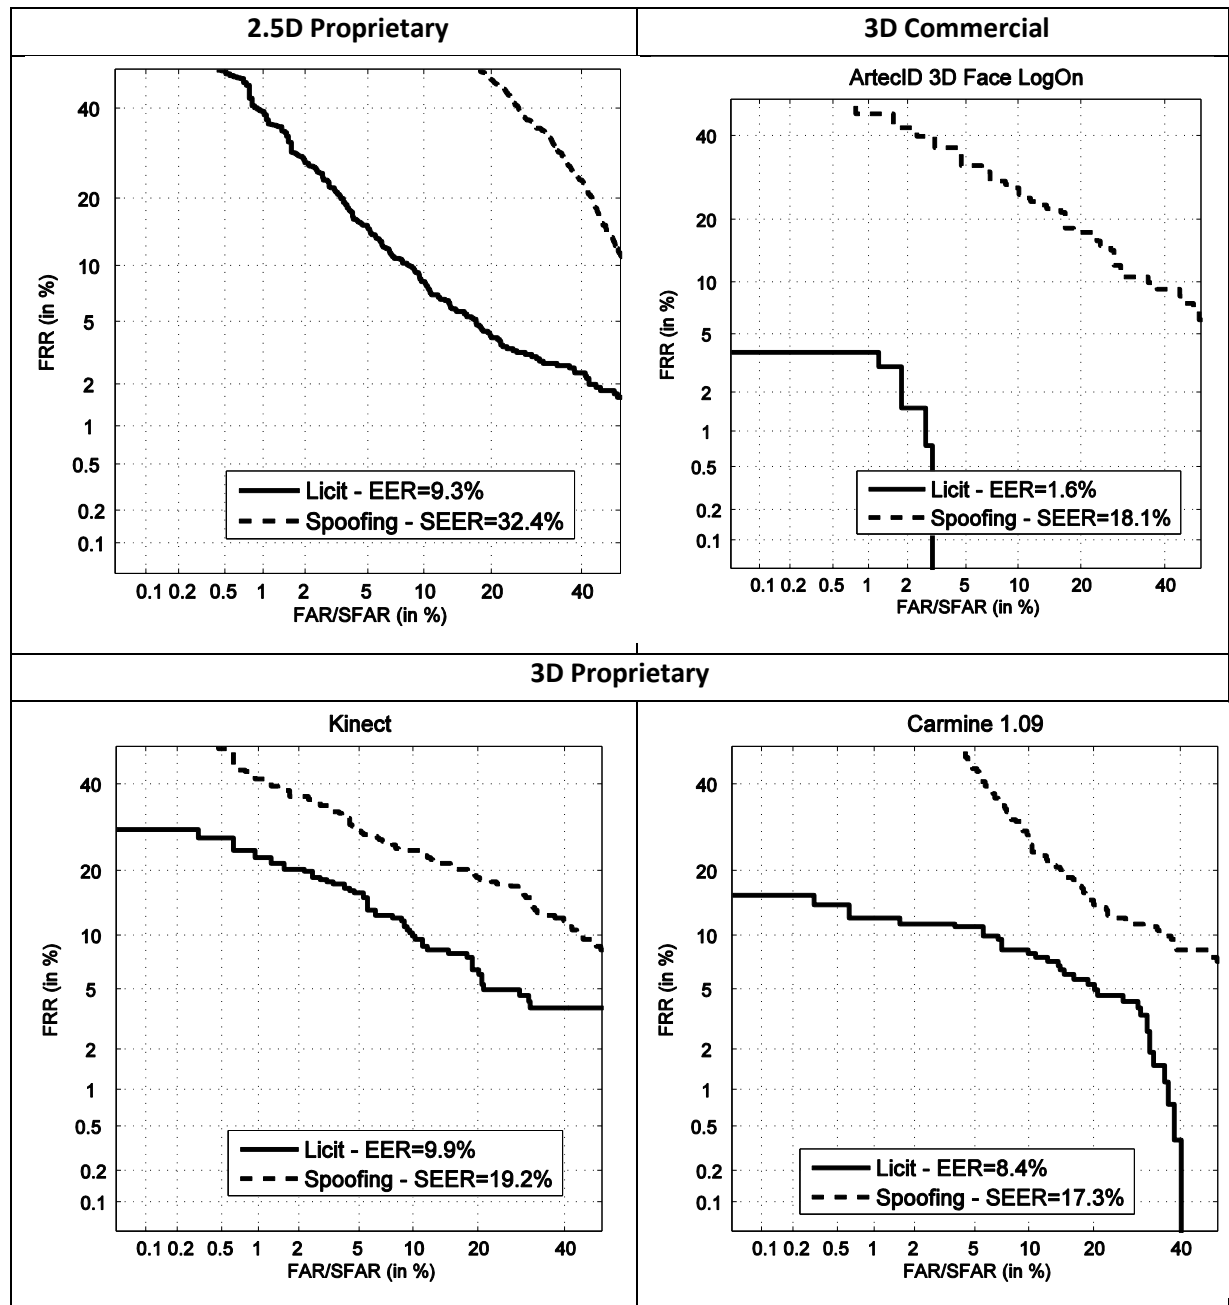 2.5D Proprietary
3D Commercial
FRR (in %)
40
20
10
5
2
1
0.5
0.2
0.1
Licit - EER=9.3%
Spoofing - SEER=32.4%
0.1 0.2 0.5 1 2 5 10 20 40
FAR/SFAR (in %)
ArtecID 3D Face LogOn
FRR (in %)
40
20
10
5
2
1
0.5
0.2
0.1
Licit - EER=1.6%
Spoofing - SEER=18.1%
0.1 0.2 0.5 1 2 5 10 20 40
FAR/SFAR (in %)
3D Proprietary
Kinect
FRR (in %)
40
20
10
5
2
1
0.5
0.2
0.1
Licit - EER=9.9%
Spoofing - SEER=19.2%
0.1 0.2 0.5 1 2 5 10 20 40
FAR/SFAR (in %)
Carmine 1.09
FRR (in %)
40
20
10
5
2
1
0.5
0.2
0.1
Licit - EER=8.4%
Spoofing - SEER=17.3%
0.1 0.2 0.5 1 2 5 10 20 40
FAR/SFAR (in %)